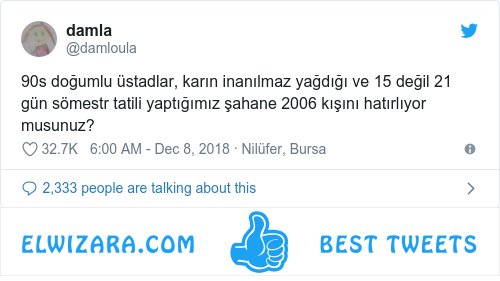 damla
@damloula
90s doğumlu üstadlar, karın inanılmaz yağdığı ve 15 değil 21
gün sömestr tatili yaptığımız şahane 2006 kışını hatırlıyor
musunuz?
32.7K 6:00 AM - Dec 8, 2018 · Nilüfer, Bursa
2,333 people are talking about this
ELWIZARA.COM BEST TWEETS